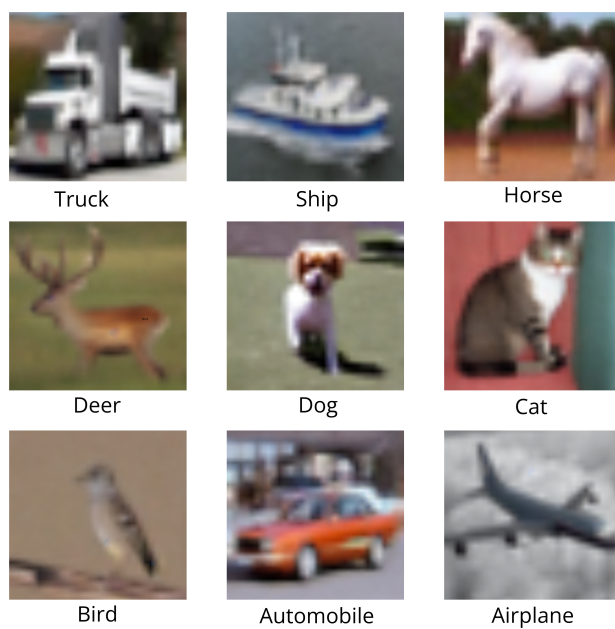 Truck
Ship
Horse
Deer
Dog
Cat
Bird
Automobile
Airplane